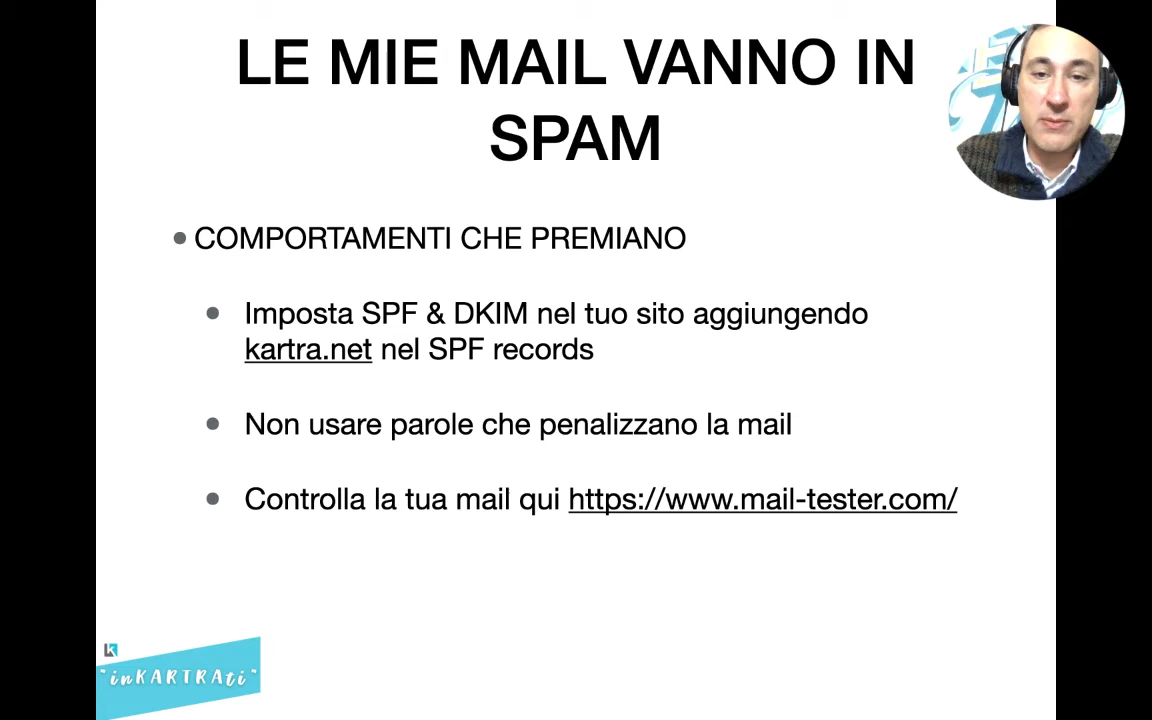 LE MIE MAIL VANNO IN
SPAM
COMPORTAMENTI CHE PREMIANO
Imposta SPF & DKIM nel tuo sito aggiungendo
kartra.net nel SPF records
Non usare parole che penalizzano la mail
Controlla la tua mail qui https://www.mail-tester.com/
"inKARTRAti"